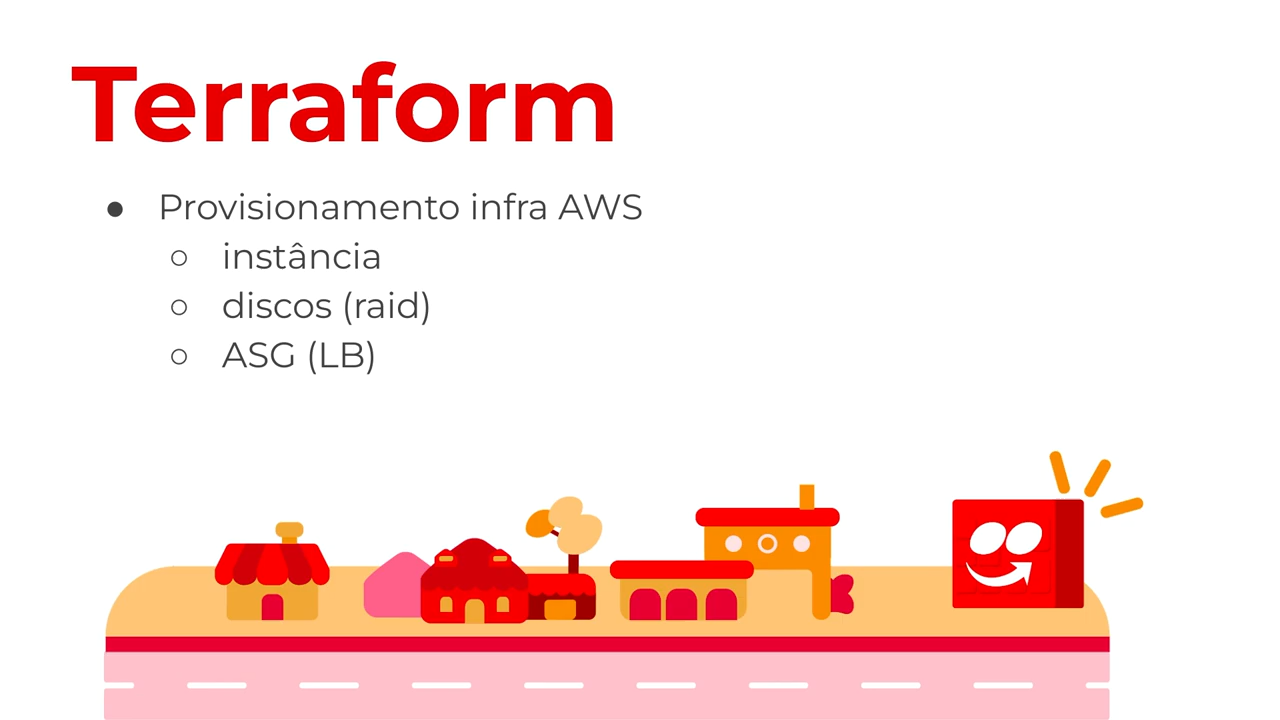 Terraform
● Provisionamento infra AWS
○ instância
○ discos (raid)
○ ASG (LB)